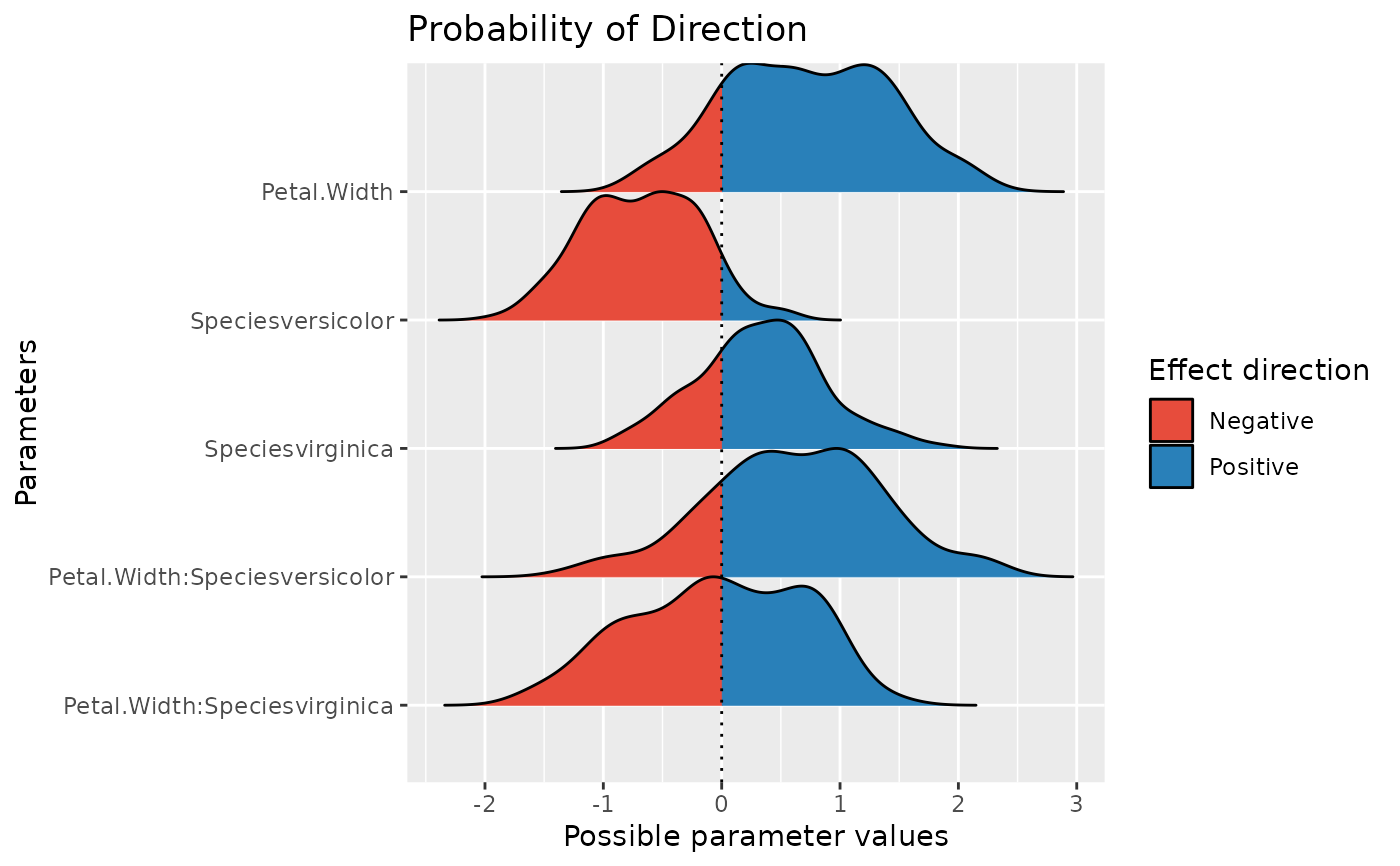 Probability of Direction
Parameters
Petal.Width
Speciesversicolor
Speciesvirginica
Petal.Width:Speciesversicolor
Petal.Width:Speciesvirginica
-2 -1 0 1 2 3
Possible parameter values
Effect direction
Negative
Positive